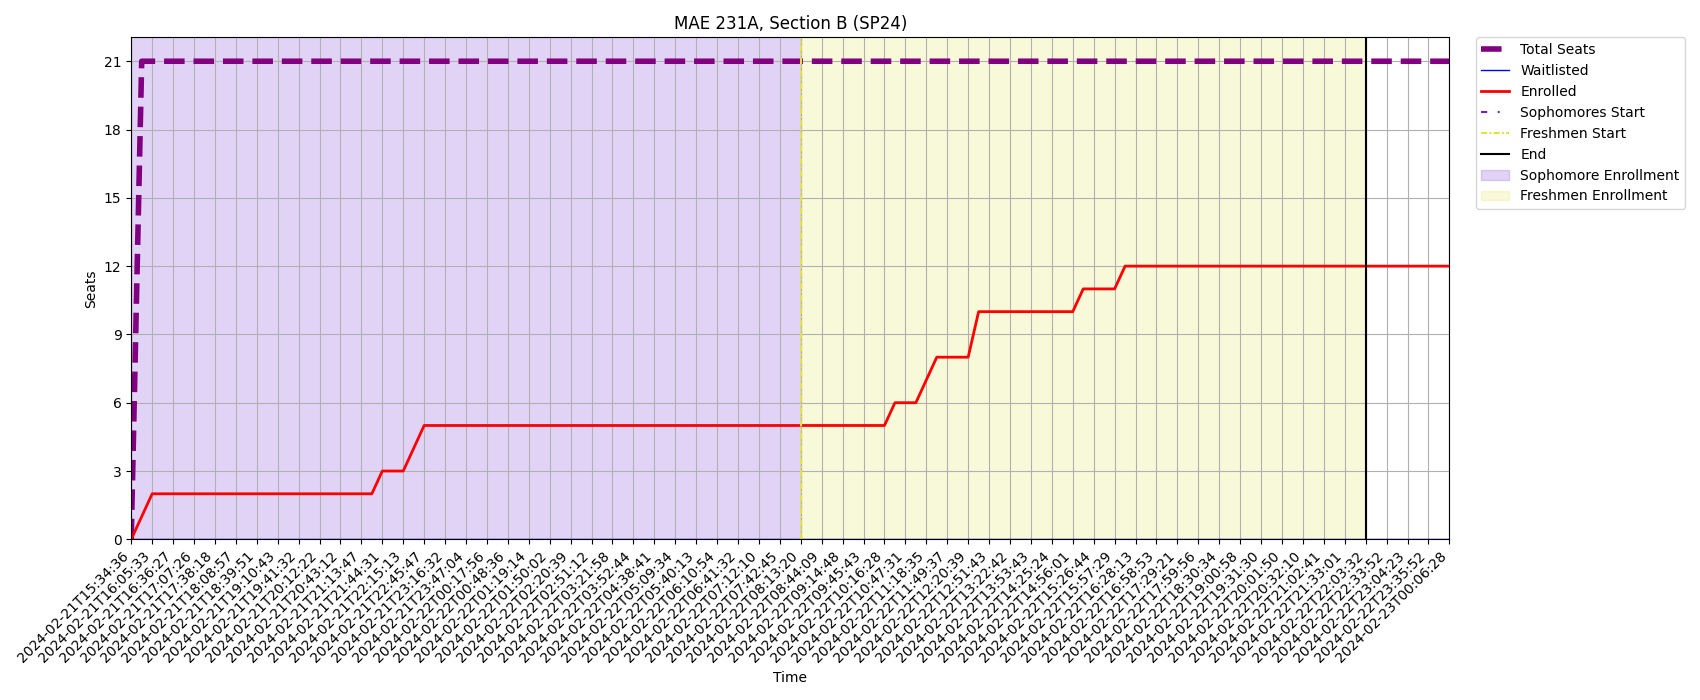 MAE 231A, Section B (SP24)
Seats
21
18
15
12
9
6
3
0
2024-02-21T15:34:36
2024-02-21T16:05:33
2024-02-21T16:36:27
2024-02-21T17:07:26
2024-02-21T17:38:18
2024-02-21T18:08:57
2024-02-21T18:39:51
2024-02-21T19:10:43
2024-02-21T19:41:32
2024-02-21T20:12:22
2024-02-21T20:43:12
2024-02-21T21:13:47
2024-02-21T21:44:31
2024-02-21T22:15:13
2024-02-21T22:45:47
2024-02-21T23:16:32
2024-02-21T23:47:04
2024-02-22T00:17:56
2024-02-22T00:48:36
2024-02-22T01:19:14
2024-02-22T01:50:02
2024-02-22T02:20:39
2024-02-22T02:51:12
2024-02-22T03:21:58
2024-02-22T03:52:44
2024-02-22T04:38:41
2024-02-22T05:09:34
2024-02-22T05:40:13
2024-02-22T06:10:54
2024-02-22T06:41:32
2024-02-22T07:12:10
2024-02-22T07:42:45
2024-02-22T08:13:20
2024-02-22T08:44:09
2024-02-22T09:14:48
2024-02-22T09:45:43
2024-02-22T10:16:28
2024-02-22T10:47:31
2024-02-22T11:18:35
2024-02-22T11:49:37
2024-02-22T12:20:39
2024-02-22T12:51:43
2024-02-22T13:22:42
2024-02-22T13:53:43
2024-02-22T14:25:24
2024-02-22T14:56:01
2024-02-22T15:26:44
2024-02-22T15:57:29
2024-02-22T16:28:13
2024-02-22T16:58:53
2024-02-22T17:29:21
2024-02-22T17:59:56
2024-02-22T18:30:34
2024-02-22T19:00:58
2024-02-22T19:31:30
2024-02-22T20:01:50
2024-02-22T20:32:10
2024-02-22T21:02:41
2024-02-22T21:33:01
2024-02-22T22:03:32
2024-02-22T22:33:52
2024-02-22T23:04:23
2024-02-22T23:35:52
2024-02-23T00:06:28
Time
Total Seats
Waitlisted
Enrolled
Sophomores Start
Freshmen Start
End
Sophomore Enrollment
Freshmen Enrollment